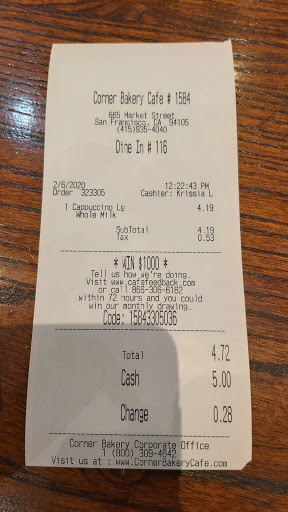 Corner Bakery Cafe # 1584
665 Market Street
San Francisco, CA 94105
(415)935-4040
Dine In # 116
2/6/2020 12:22:43 PM
Order 323305 Cashier: Krissia L
1 Cappuccino Lg 4.19
Whole Milk
SubTotal 4.19
Tax 0.53
* WIN $1000 *
Tell us how we're doing.
Visit www.cafefeedback.com
or call 865-306-6162
within 72 hours and you could
win our monthly drawing.
Code: 15843305036
Total 4.72
Cash 5.00
Change 0.28
Corner Bakery Corporate Office
1 (800) 309-4642
Visit us at : www.CornerBakeryCafe.com